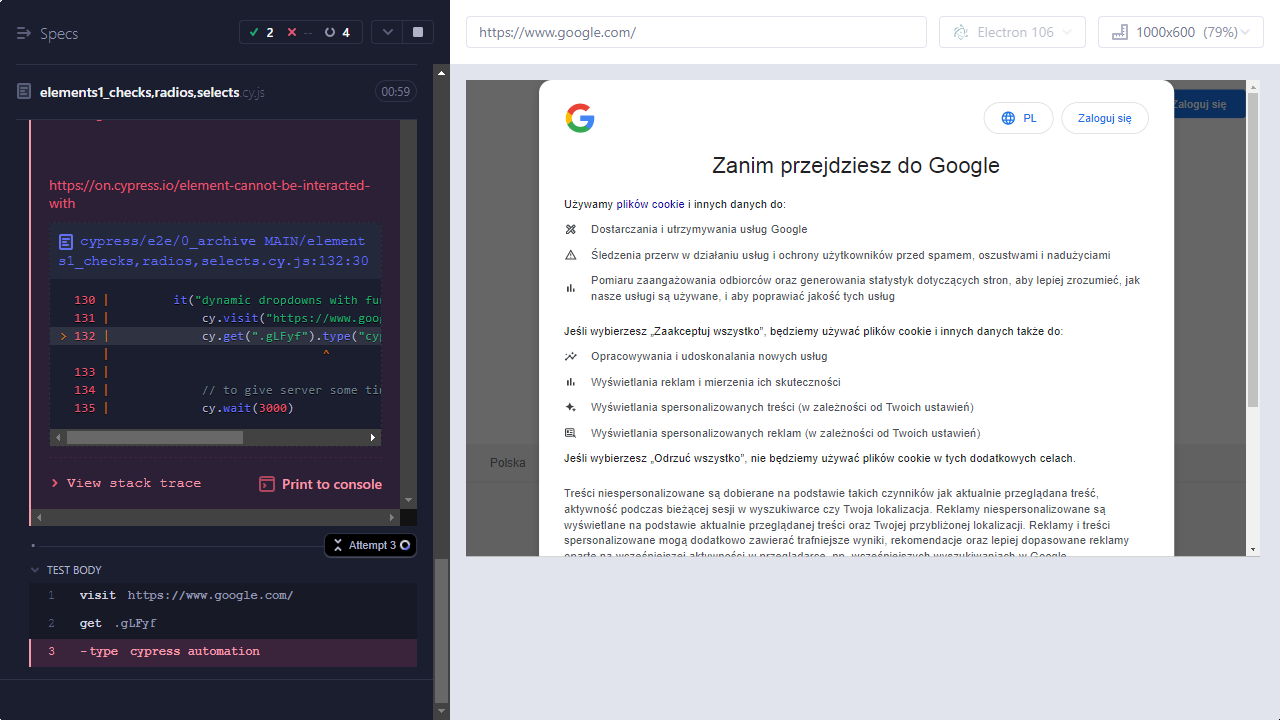 Specs
2
--
4
elements1_checks,radios,selects.cy.js
00:59
https://on.cypress.io/element-cannot-be-interacted-
with
cypress/e2e/0_archive MAIN/element
s1_checks,radios,selects.cy.js:132:30
130 | it("dynamic dropdowns with fu
131 | cy.visit("https://www.goog
> 132 | cy.get(".gLFyf").type("cyp
| ^
133 |
134 | // to give server some ti
135 | cy.wait(3000)
View stack trace
Print to console
Attempt 3
TEST BODY
1 visit https://www.google.com/
2 get .gLFyf
3 -type cypress automation
https://www.google.com/
Electron 106
1000x600 (79%)
Zaloguj się
PL
Zaloguj się
Zanim przejdziesz do Google
Używamy plików cookie i innych danych do:
Dostarczania i utrzymywania usług Google
Śledzenia przerw w działaniu usług i ochrony użytkowników przed spamem, oszustwami i nadużyciami
Pomiaru zaangażowania odbiorców oraz generowania statystyk dotyczących stron, aby lepiej zrozumieć, jak
nasze usługi są używane, i aby poprawiać jakość tych usług
Jeśli wybierzesz „Zaakceptuj wszystko”, będziemy używać plików cookie i innych danych także do:
Opracowywania i udoskonalania nowych usług
Wyświetlania reklam i mierzenia ich skuteczności
Wyświetlania spersonalizowanych treści (w zależności od Twoich ustawień)
Wyświetlania spersonalizowanych reklam (w zależności od Twoich ustawień)
Polska
Jeśli wybierzesz „Odrzuć wszystko”, nie będziemy używać plików cookie w tych dodatkowych celach.
Treści niespersonalizowane są dobierane na podstawie takich czynników jak aktualnie przeglądana treść,
aktywność podczas bieżącej sesji w wyszukiwarce czy Twoja lokalizacja. Reklamy niespersonalizowane są
wyświetlane na podstawie aktualnie przeglądanej treści oraz Twojej przybliżonej lokalizacji. Reklamy i treści
spersonalizowane mogą dodatkowo zawierać trafniejsze wyniki, rekomendacje oraz lepiej dopasowane reklamy
oparte na wcześniejszej aktywności w przeglądarce, np. wcześniejszych wyszukiwaniach w Google.